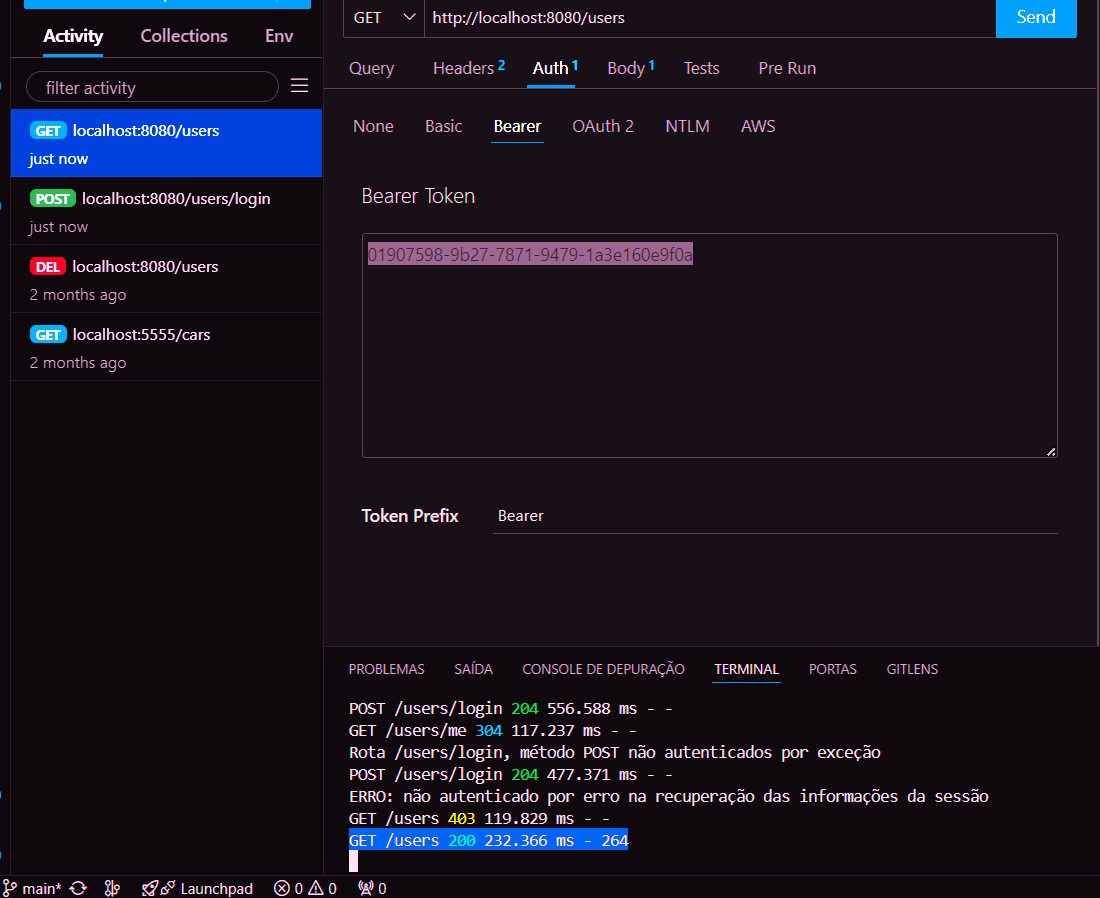 Activity Collections Env
filter activity
GET localhost:8080/users
just now
POST localhost:8080/users/login
just now
DEL localhost:8080/users
2 months ago
GET localhost:5555/cars
2 months ago
GET http://localhost:8080/users Send
Query Headers 2 Auth 1 Body 1 Tests Pre Run
None Basic Bearer OAuth 2 NTLM AWS
Bearer Token
01907598-9b27-7871-9479-1a3e160e9f0a
Token Prefix Bearer
PROBLEMAS SAÍDA CONSOLE DE DEPURAÇÃO TERMINAL PORTAS GITLENS
POST /users/login 204 556.588 ms - -
GET /users/me 304 117.237 ms - -
Rota /users/login, método POST não autenticados por exceção
POST /users/login 204 477.371 ms - -
ERRO: não autenticado por erro na recuperação das informações da sessão
GET /users 403 119.829 ms - -
GET /users 200 232.366 ms - 264
main* Launchpad 0 0 0